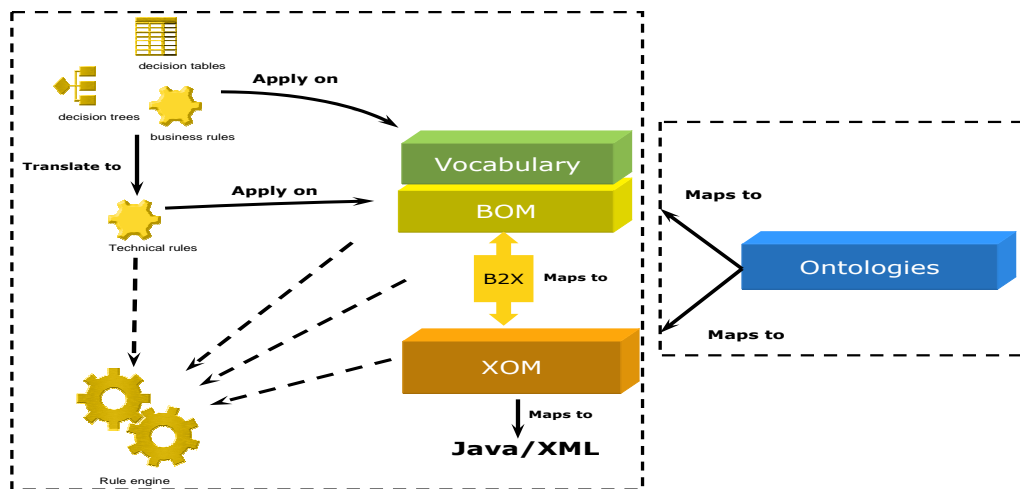 decision tables
Apply on
decision trees
business rules
Vocabulary
Translate to
Apply on
BOM
Maps to
Technical rules
Ontologies
B2X
Maps to
Maps to
XOM
Maps to
Java/XML
Rule engine